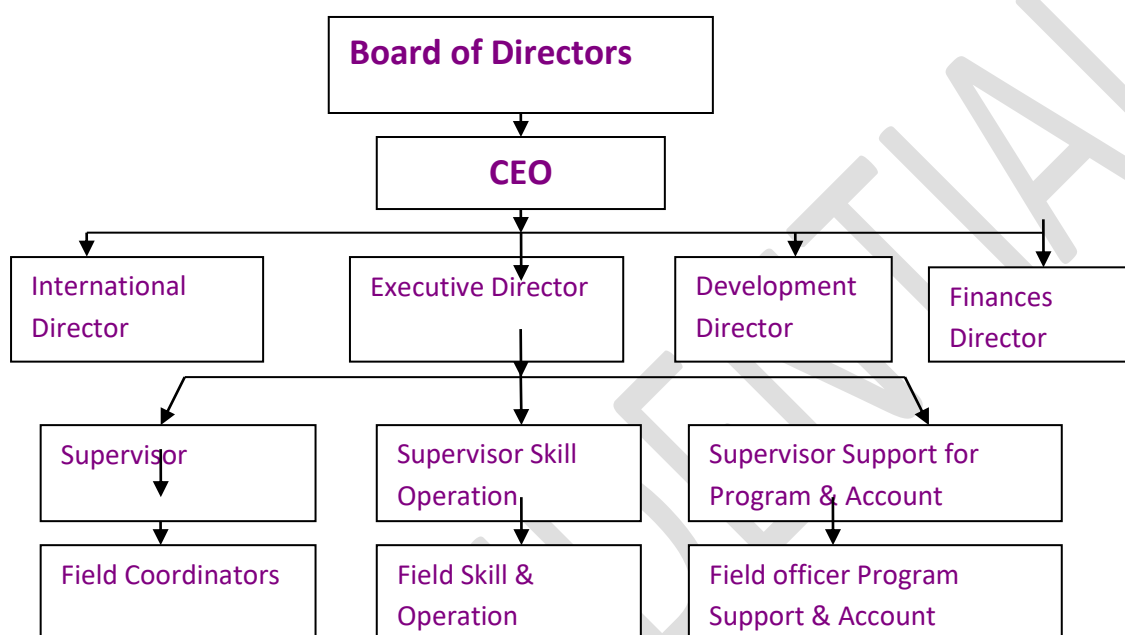 Board of Directors
CEO
International
Director
Executive Director
Development
Director
Finances
Director
Supervisor
Supervisor Skill
Operation
Supervisor Support for
Program & Account
Field Coordinators
Field Skill &
Operation
Field officer Program
Support & Account
DENTIAL